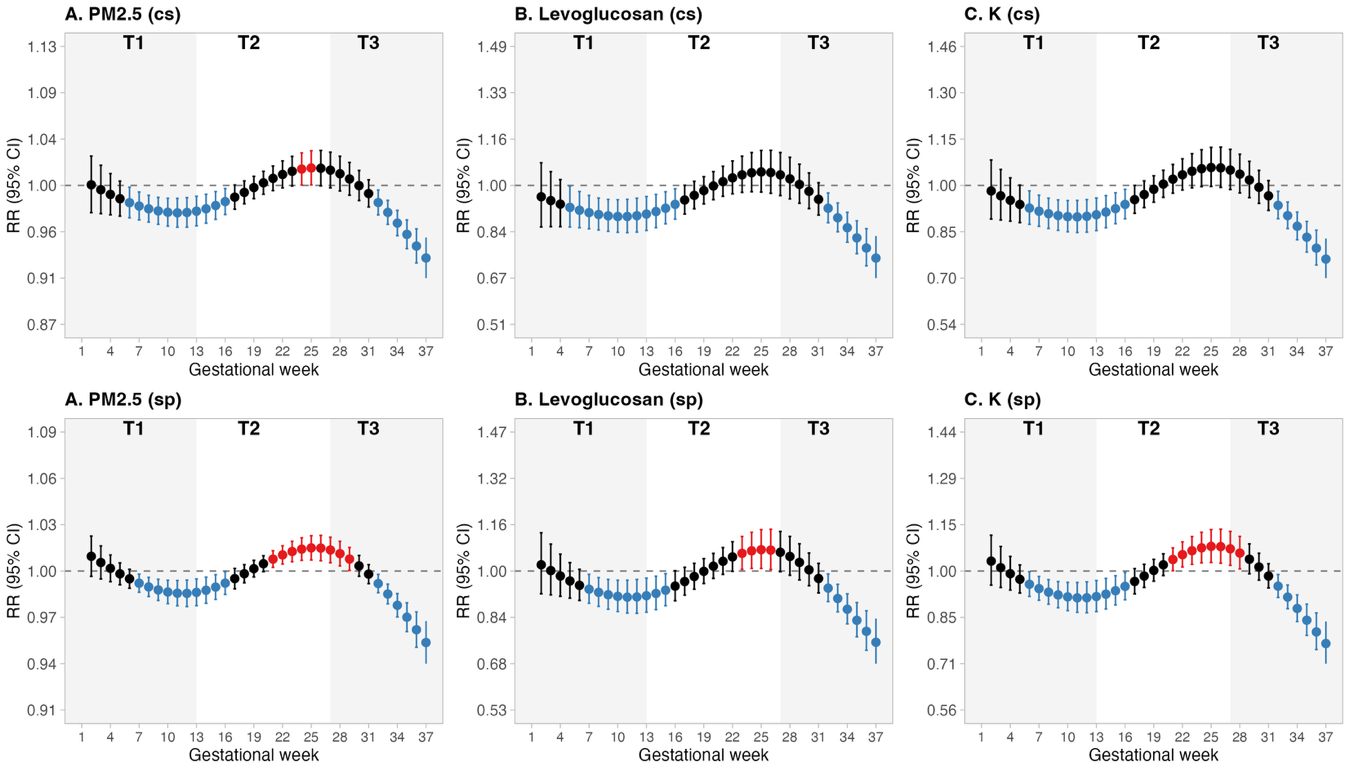 A. PM2.5 (cs)
T1 T2 T3
RR (95% CI)
1.13
1.09
1.04
1.00
0.96
0.91
0.87
1 4 7 10 13 16 19 22 25 28 31 34 37
Gestational week
B. Levoglucosan (cs)
T1 T2 T3
RR (95% CI)
1.49
1.33
1.16
1.00
0.84
0.67
0.51
1 4 7 10 13 16 19 22 25 28 31 34 37
Gestational week
C. K (cs)
T1 T2 T3
RR (95% CI)
1.46
1.30
1.15
1.00
0.85
0.70
0.54
1 4 7 10 13 16 19 22 25 28 31 34 37
Gestational week
A. PM2.5 (sp)
T1 T2 T3
RR (95% CI)
1.09
1.06
1.03
1.00
0.97
0.94
0.91
1 4 7 10 13 16 19 22 25 28 31 34 37
Gestational week
B. Levoglucosan (sp)
T1 T2 T3
RR (95% CI)
1.47
1.32
1.16
1.00
0.84
0.68
0.53
1 4 7 10 13 16 19 22 25 28 31 34 37
Gestational week
C. K (sp)
T1 T2 T3
RR (95% CI)
1.44
1.29
1.15
1.00
0.85
0.71
0.56
1 4 7 10 13 16 19 22 25 28 31 34 37
Gestational week